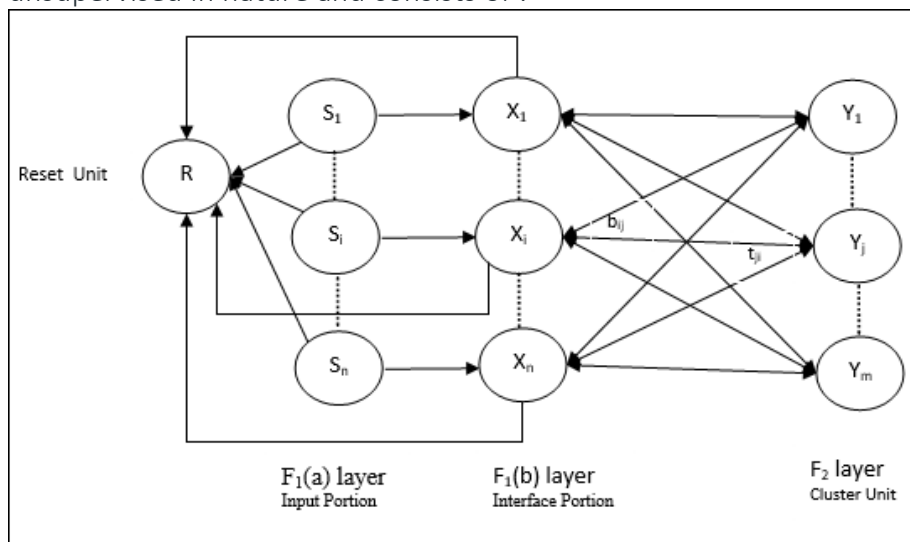 unsupervised in nature and consists of :
S1 X1 Y1
Reset Unit R
Si Xi bij tji Yj
Sn Xn Ym
F1(a) layer F1(b) layer F2 layer
Input Portion Interface Portion Cluster Unit